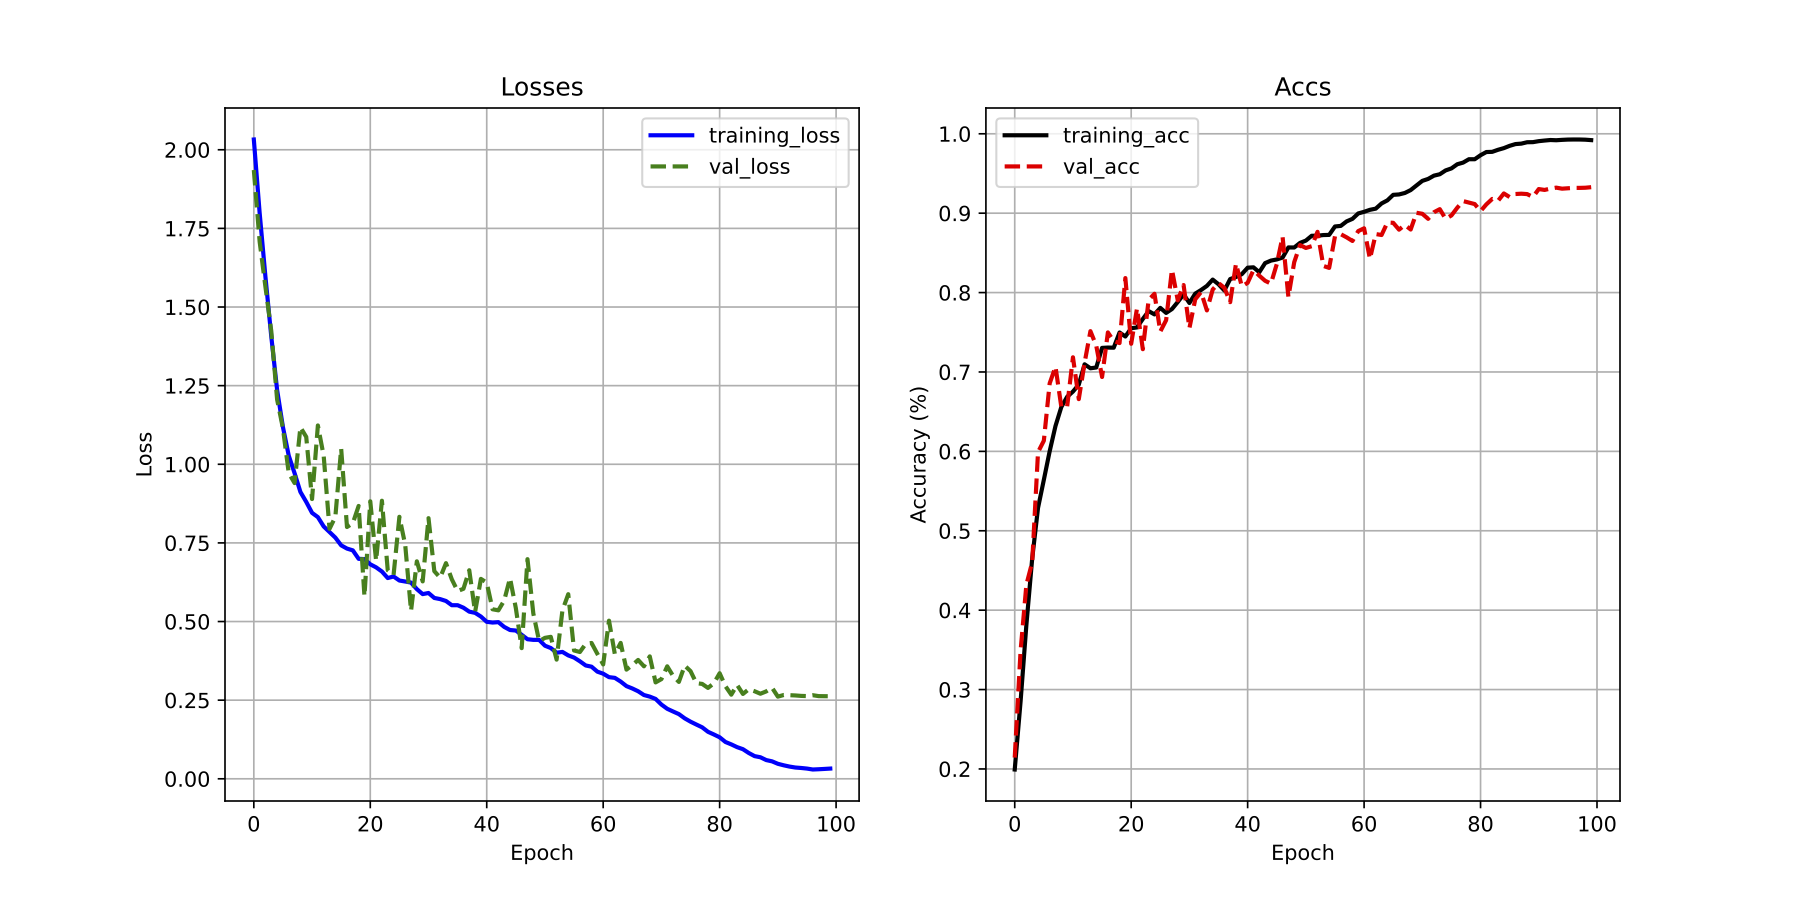 Losses
training_loss
val_loss
2.00
1.75
1.50
1.25
1.00
0.75
0.50
0.25
0.00
Loss
0 20 40 60 80 100
Epoch
Accs
training_acc
val_acc
1.0
0.9
0.8
0.7
0.6
0.5
0.4
0.3
0.2
Accuracy (%)
0 20 40 60 80 100
Epoch